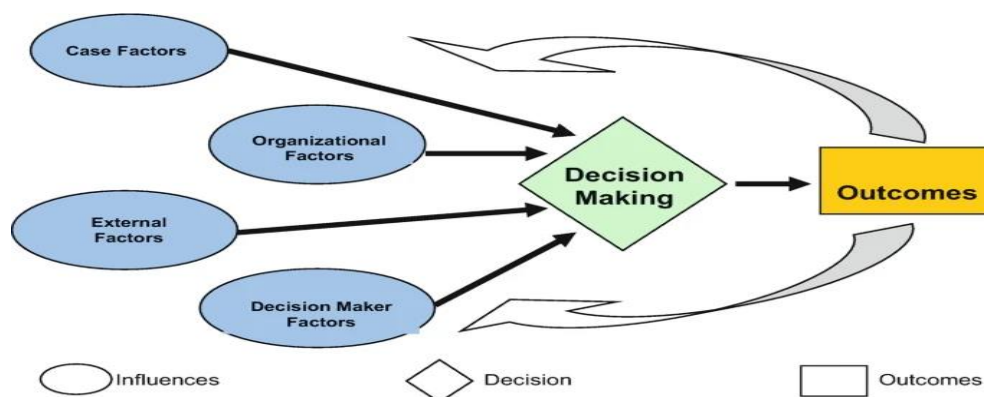 Case Factors
Organizational
Factors
External
Factors
Decision Maker
Factors
Decision
Making
Outcomes
Influences
Decision
Outcomes